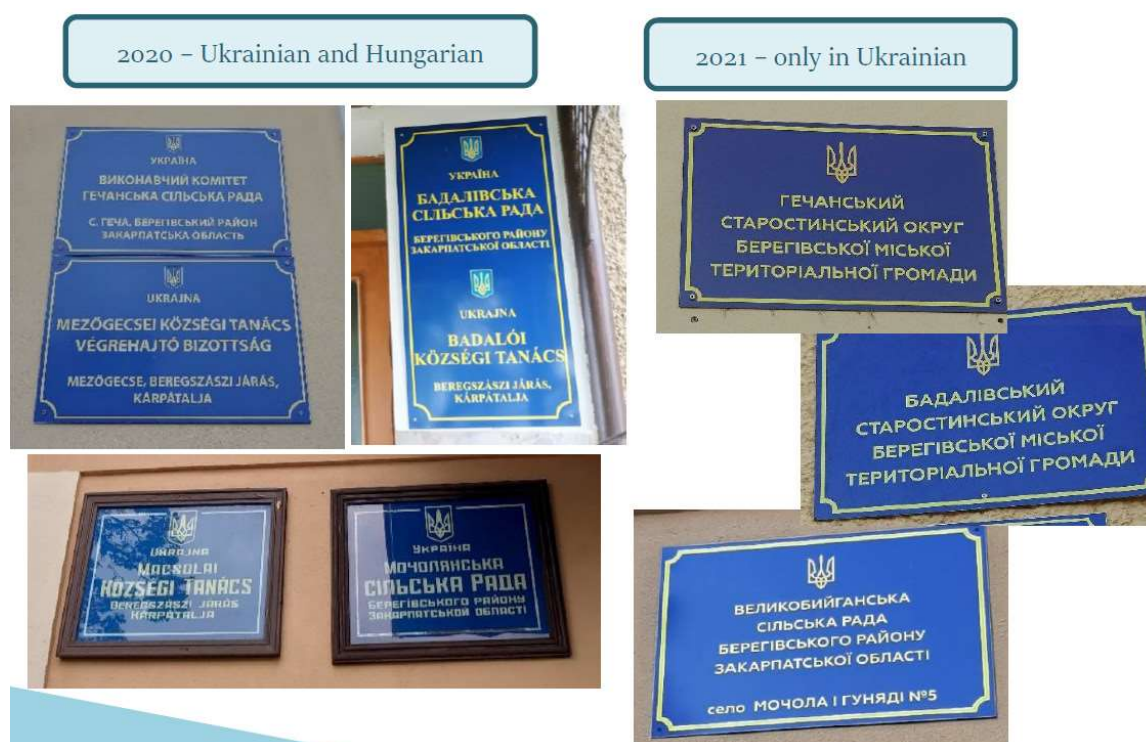 2020 – Ukrainian and Hungarian
2021 – only in Ukrainian
УКРАЇНА
ВИКОНАВЧИЙ КОМІТЕТ
ГЕЧАНСЬКА СІЛЬСЬКА РАДА
С. ГЕЧА, БЕРЕГІВСЬКИЙ РАЙОН
ЗАКАРПАТСЬКА ОБЛАСТЬ
UKRAJNA
MEZŐGECSEI KÖZSÉGI TANÁCS
VÉGREHAJTÓ BIZOTTSÁG
MEZŐGECSE, BEREGSZÁSZI JÁRÁS,
KÁRPÁTALJA
УКРАЇНА
БАДАЛІВСЬКА
СІЛЬСЬКА РАДА
БЕРЕГІВСЬКОГО РАЙОНУ
ЗАКАРПАТСЬКОЇ ОБЛАСТІ
UKRAJNA
BADALÓI
KÖZSÉGI TANÁCS
BEREGSZÁSZI JÁRÁS,
KÁRPÁTALJA
UKRAJNA
MACSOLAI
KÖZSÉGI TANÁCS
BEREGSZÁSZI JÁRÁS
KÁRPÁTALJA
УКРАЇНА
МОЧОЛЯНСЬКА
СІЛЬСЬКА РАДА
БЕРЕГІВСЬКОГО РАЙОНУ
ЗАКАРПАТСЬКОЙ ОБЛАСТІ
ГЕЧАНСЬКИЙ
СТАРОСТИНСЬКИЙ ОКРУГ
БЕРЕГІВСЬКОЇ МІСЬКОЇ
ТЕРИТОРІАЛЬНОЇ ГРОМАДИ
БАДАЛІВСЬКИЙ
СТАРОСТИНСЬКИЙ ОКРУГ
БЕРЕГІВСЬКОЇ МІСЬКОЇ
ТЕРИТОРІАЛЬНОЇ ГРОМАДИ
ВЕЛИКОБИЙГАНСЬКА
СІЛЬСЬКА РАДА
БЕРЕГІВСЬКОГО РАЙОНУ
ЗАКАРПАТСЬКОЇ ОБЛАСТІ
село МОЧОЛА І ГУНЯДІ №5